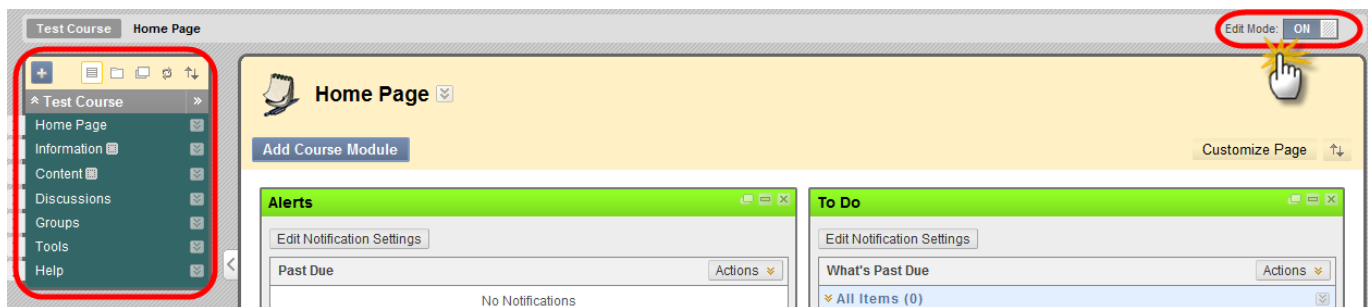 Test Course Home Page
Edit Mode: ON
Test Course
Home Page
Information
Content
Discussions
Groups
Tools
Help
Home Page
Add Course Module
Customize Page
Alerts
Edit Notification Settings
Past Due
Actions
No Notifications
To Do
Edit Notification Settings
What's Past Due
Actions
All Items (0)